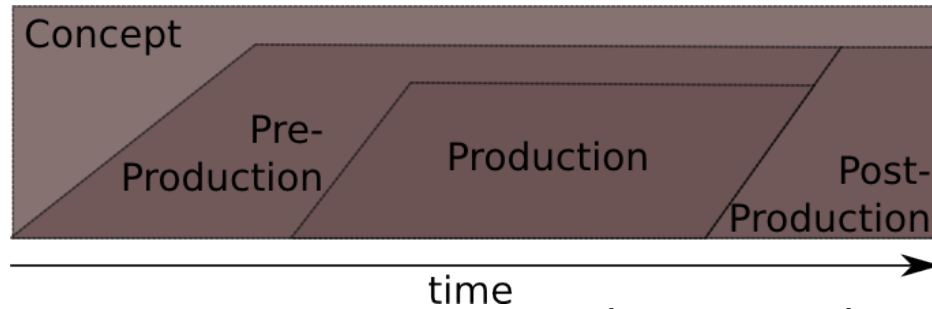 Concept
Pre-
Production
Production
Post-
Production
time